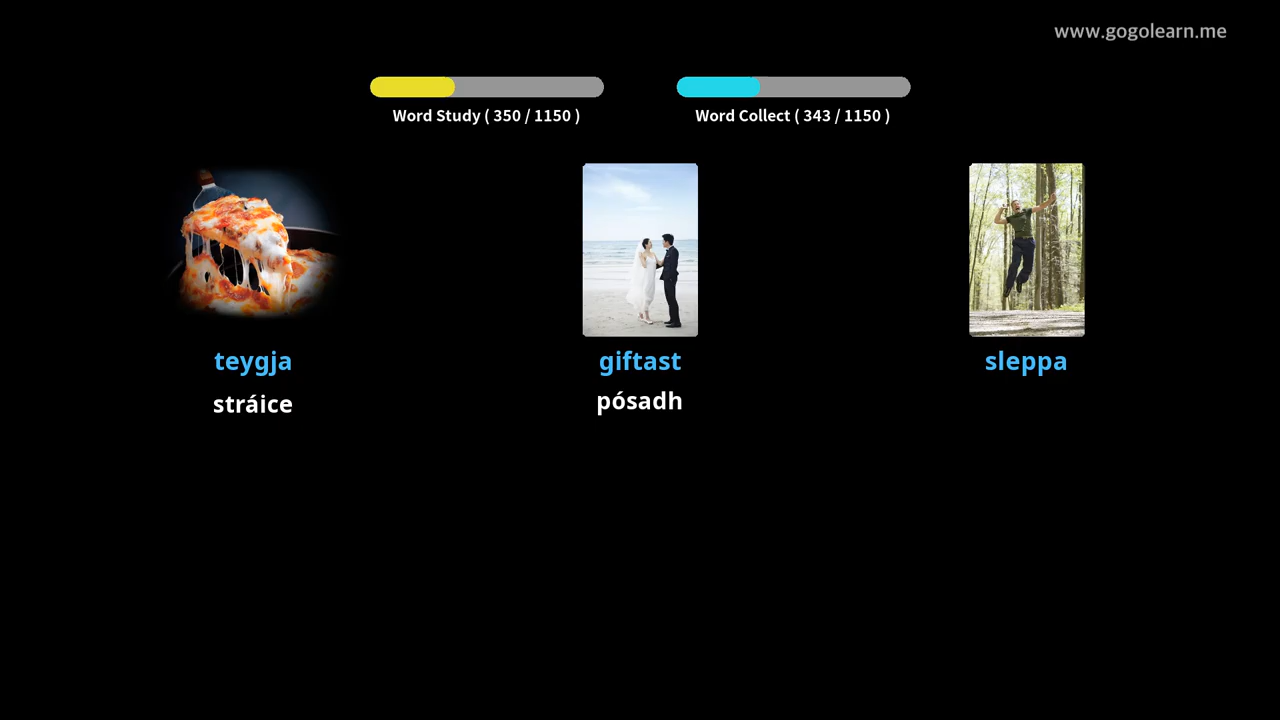 www.gogolearn.me
Word Study ( 350 / 1150 )
Word Collect ( 343 / 1150 )
teygja
giftast
sleppa
stráice
pósadh